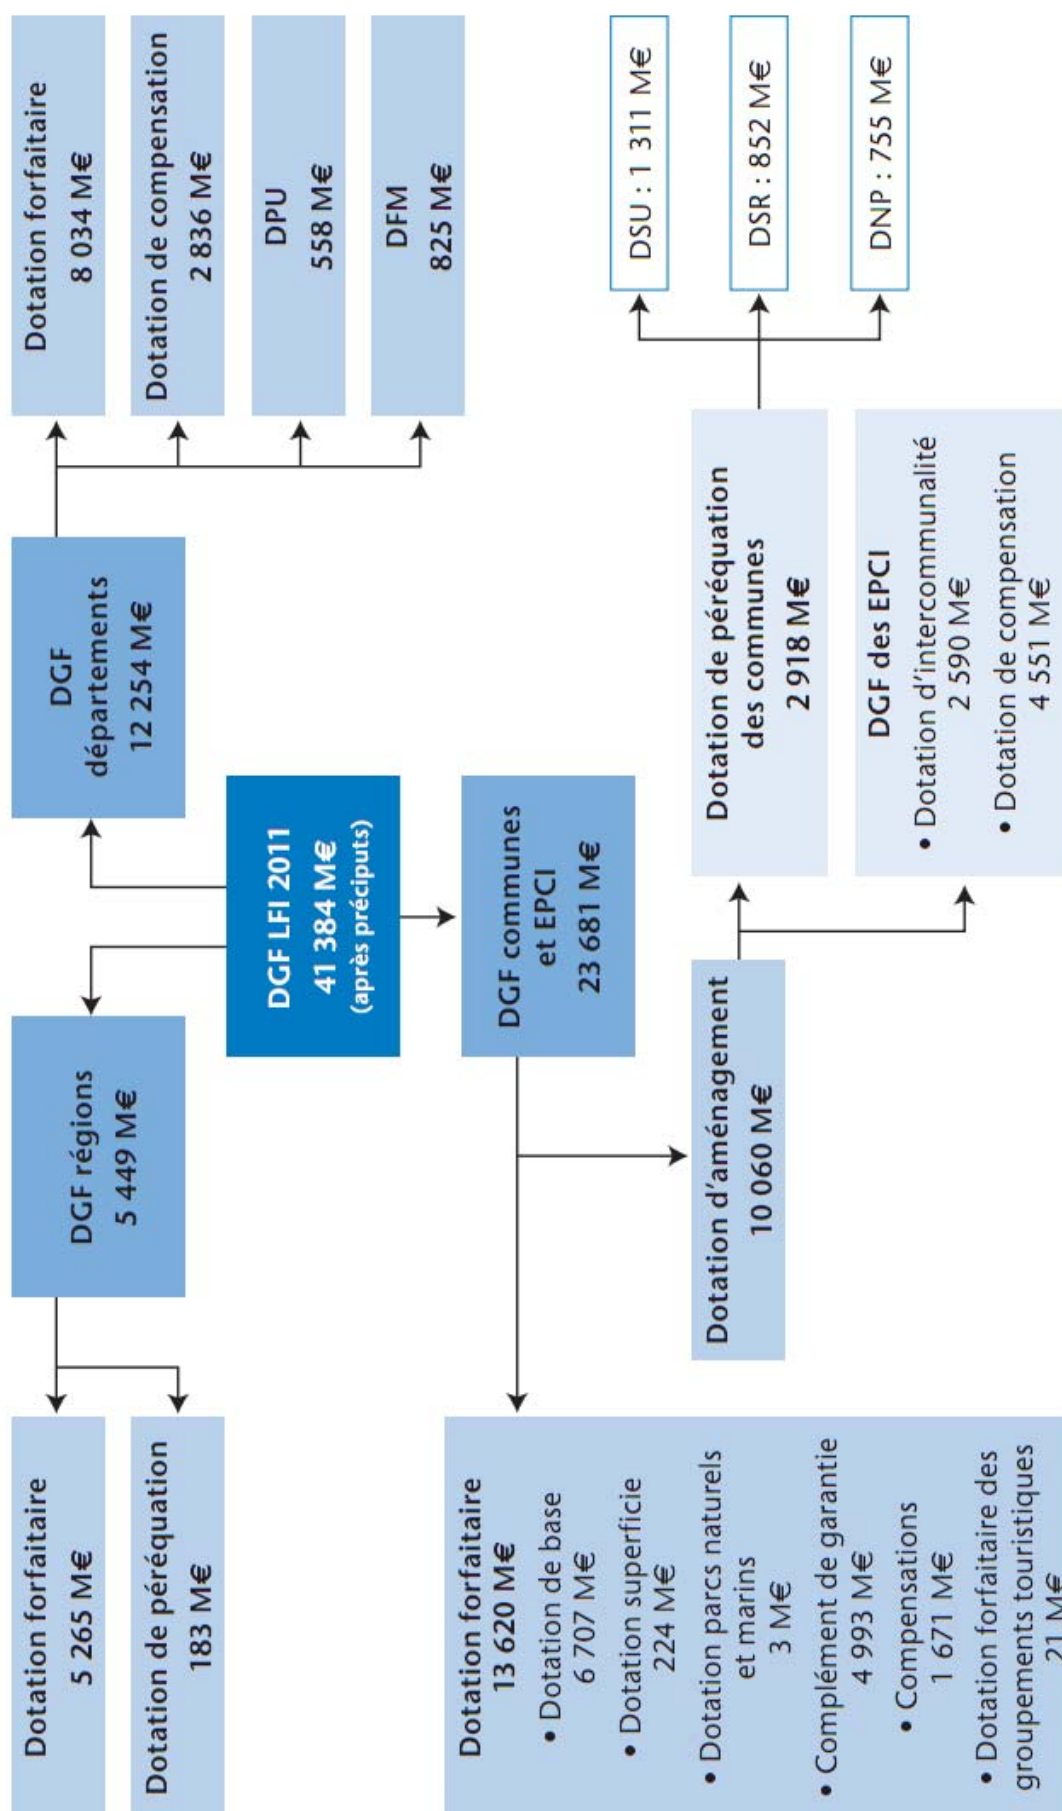 Dotation forfaitaire
5 265 M€
Dotation de péréquation
183 M€
DGF régions
5 449 M€
DGF
départements
12 254 M€
Dotation forfaitaire
8 034 M€
Dotation de compensation
2 836 M€
DPU
558 M€
DFM
825 M€
DGF LFI 2011
41 384 M€
(après préciputs)
DGF communes
et EPCI
23 681 M€
Dotation forfaitaire
13 620 M€
• Dotation de base
6 707 M€
• Dotation superficie
224 M€
• Dotation parcs naturels
et marins
3 M€
• Complément de garantie
4 993 M€
• Compensations
1 671 M€
• Dotation forfaitaire des
groupements touristiques
21 M€
Dotation d'aménagement
10 060 M€
Dotation de péréquation
des communes
2 918 M€
DGF des EPCI
• Dotation d'intercommunalité
2 590 M€
• Dotation de compensation
4 551 M€
DSU : 1 311 M€
DSR : 852 M€
DNP : 755 M€